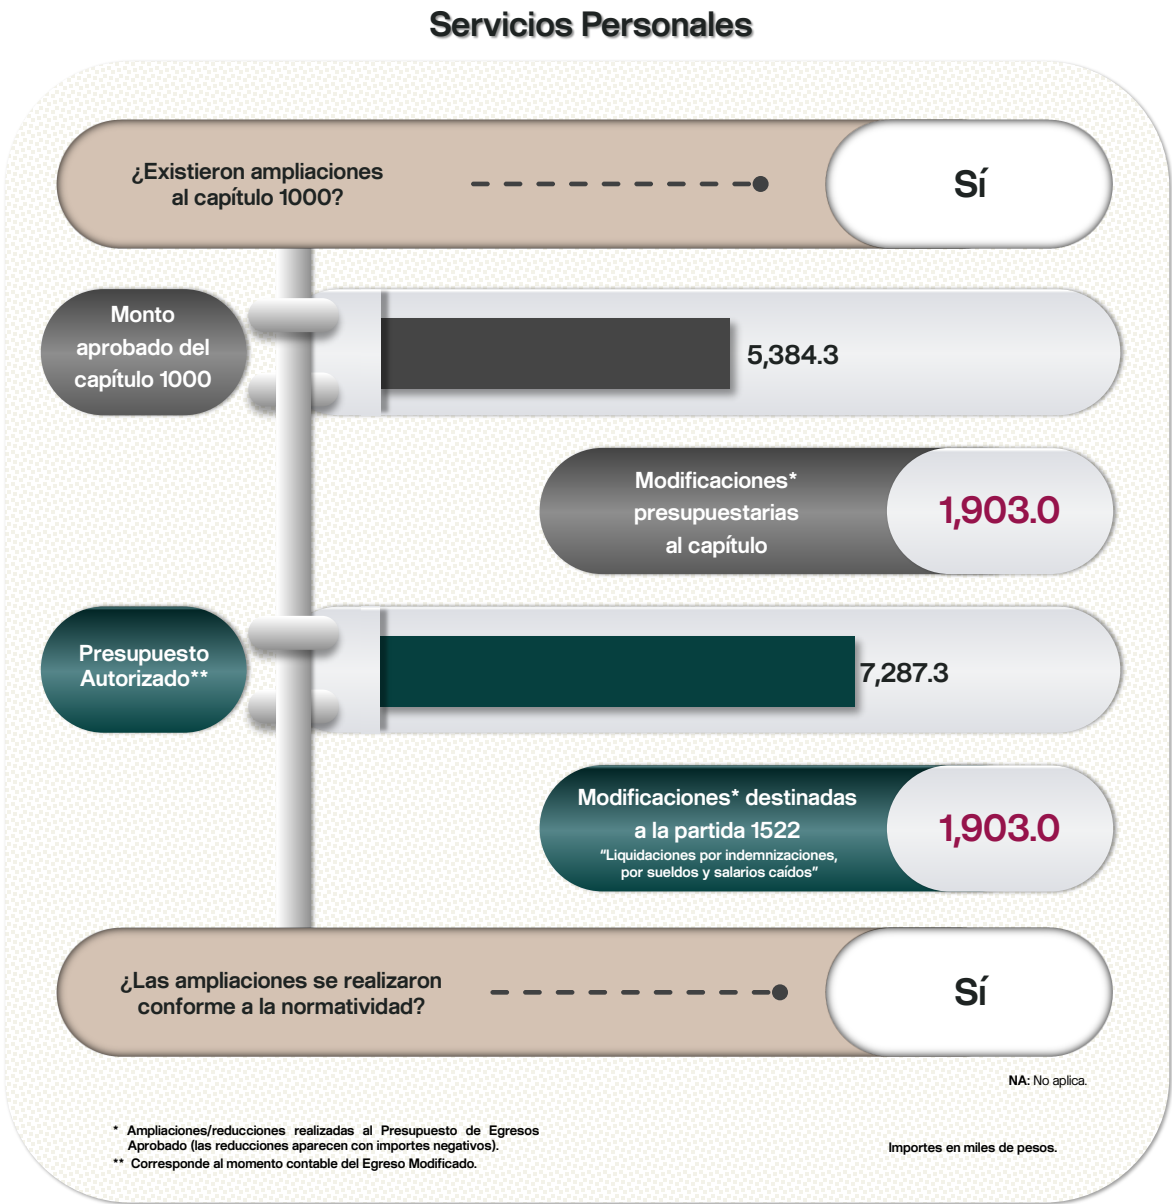 Servicios Personales
¿Existieron ampliaciones
al capítulo 1000?
Sí
Monto
aprobado del
capítulo 1000
5,384.3
Modificaciones*
presupuestarias
al capítulo
1,903.0
Presupuesto
Autorizado**
7,287.3
Modificaciones* destinadas
a la partida 1522
"Liquidaciones por indemnizaciones,
por sueldos y salarios caídos"
1,903.0
¿Las ampliaciones se realizaron
conforme a la normatividad?
Sí
NA: No aplica.
* Ampliaciones/reducciones realizadas al Presupuesto de Egresos
Aprobado (las reducciones aparecen con importes negativos).
** Corresponde al momento contable del Egreso Modificado.
Importes en miles de pesos.